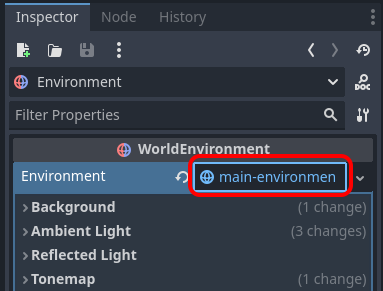 Inspector Node History
Environment
Filter Properties
WorldEnvironment
Environment main-environmen
Background (1 change)
Ambient Light (3 changes)
Reflected Light
Tonemap (1 change)